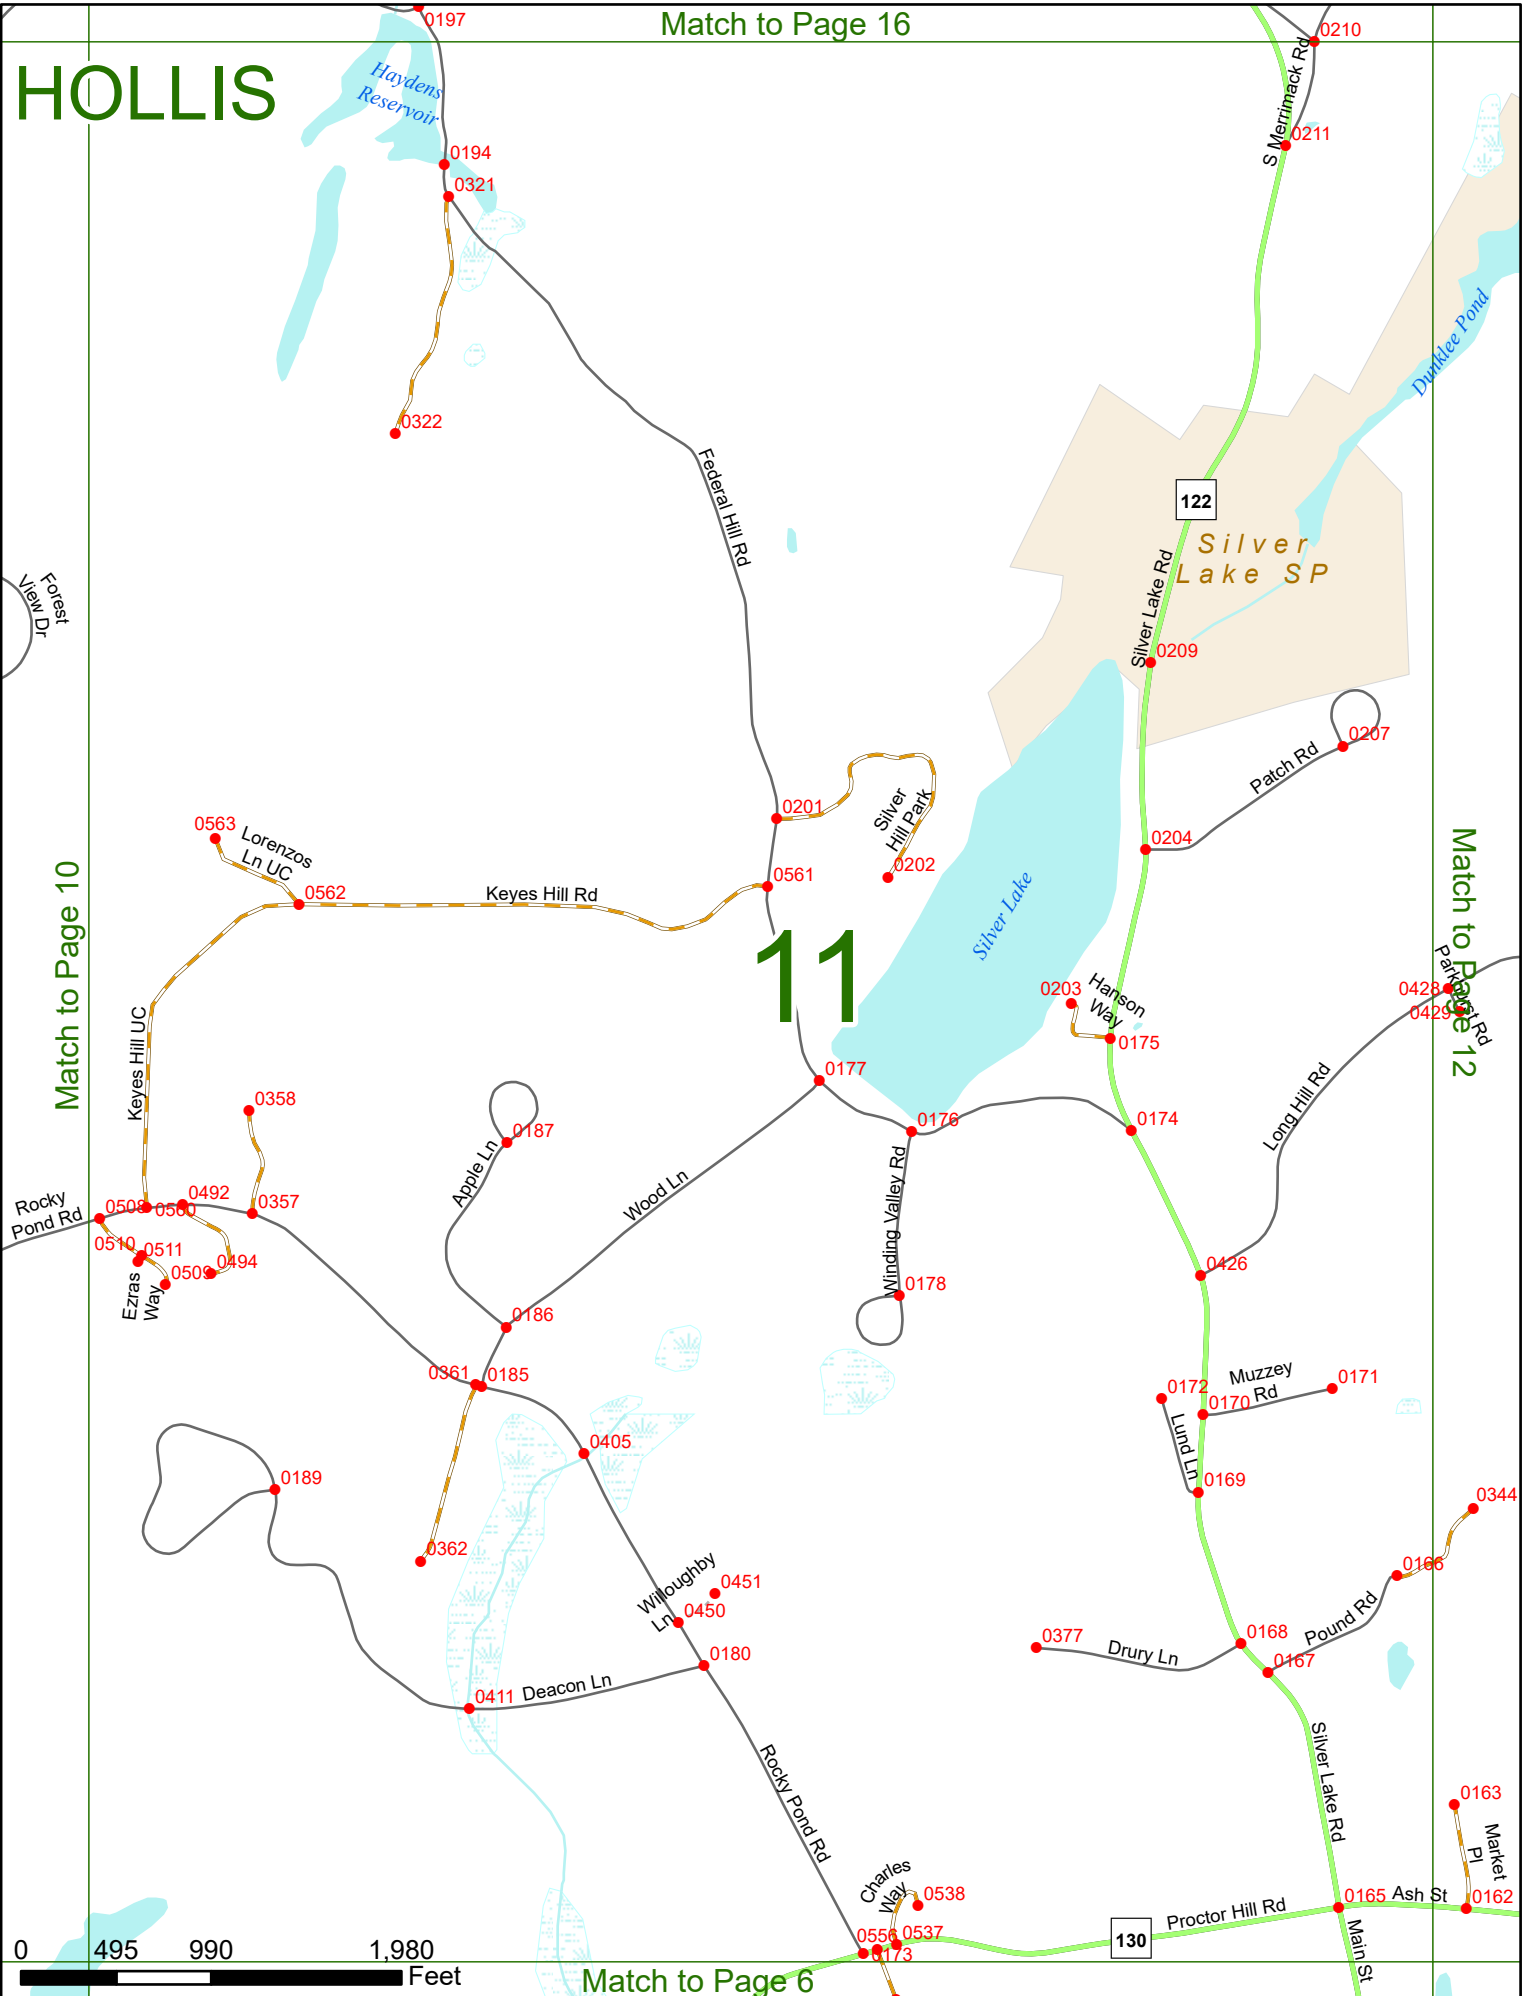 0197
Match to Page 16
0210
HOLLIS
Haydens
Reservoir
S Merrimack Rd
0211
0194
0321
Dunklee Pond
0322
Federal Hill Rd
122
Silver
Lake SP
Silver Lake Rd
Forest
View Dr
0209
0207
Patch Rd
0201
Silver
Hill Park
0563
Lorenzos
Ln UC
0204
0202
0561
0562
Keyes Hill Rd
Match to Page 10
Match to Page 12
Silver Lake
11
0203
Hanson
Way
0428
Parkhurst Rd
0429
0175
Keyes Hill UC
0177
Long Hill Rd
0358
0187
Apple Ln
0176
0174
Wood Ln
Winding Valley Rd
Rocky
Pond Rd
0508
0560
0492
0357
0510
0511
0509
0494
Ezras
Way
0426
0178
0186
0361
0185
Muzzey
Rd
0171
0172
0170
Lund Ln
0405
0189
0169
0344
0362
0166
Willoughby
Ln
0451
0450
Pound Rd
0377
Drury Ln
0168
0167
0180
Deacon Ln
0411
Silver Lake Rd
Rocky Pond Rd
0163
Market
Pl
Charles
Way
0538
0165
Ash St
0162
Proctor Hill Rd
130
0556
0537
0173
Main St
0 495 990 1,980
Feet
Match to Page 6